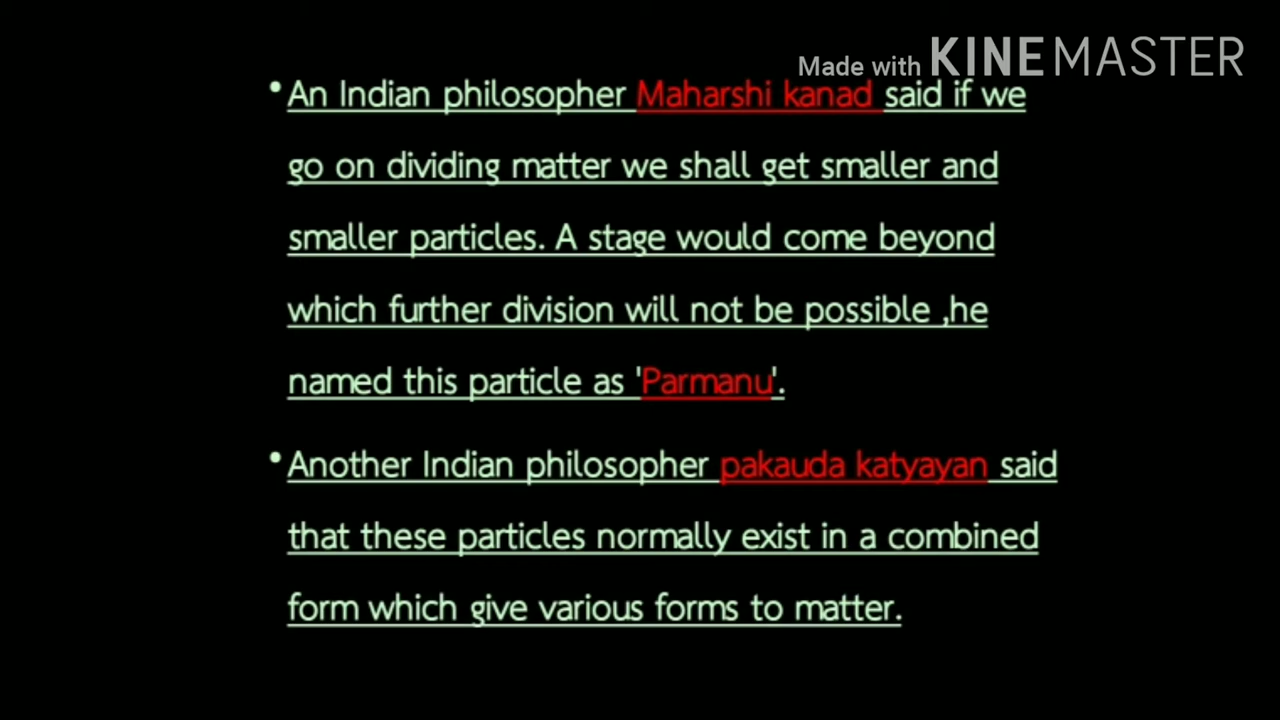 Made with KINEMASTER
•An Indian philosopher Maharshi kanad said if we
go on dividing matter we shall get smaller and
smaller particles. A stage would come beyond
which further division will not be possible ,he
named this particle as 'Parmanu'.
•Another Indian philosopher pakauda katyayan said
that these particles normally exist in a combined
form which give various forms to matter.